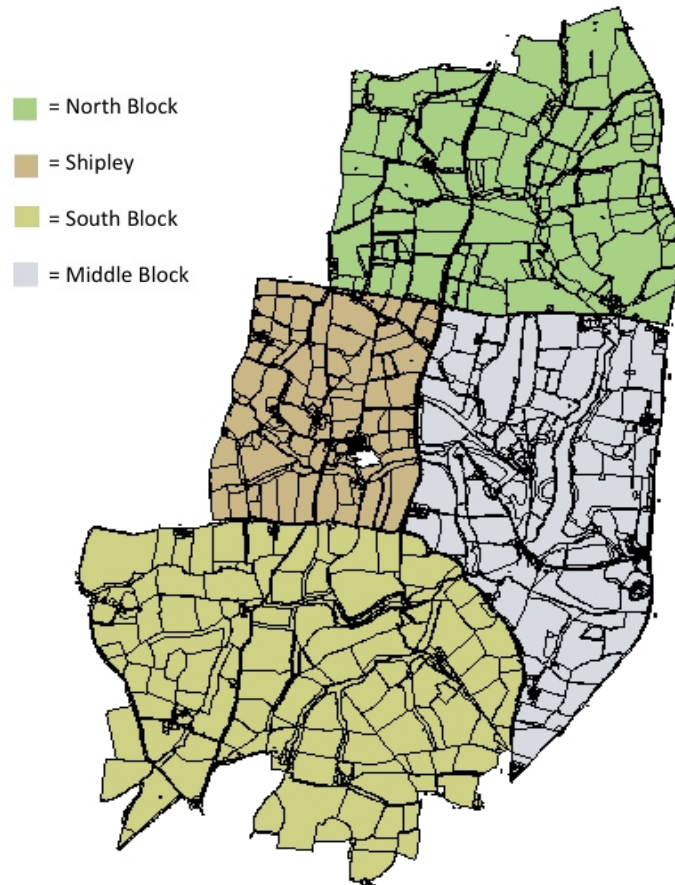 = North Block
= Shipley
= South Block
= Middle Block